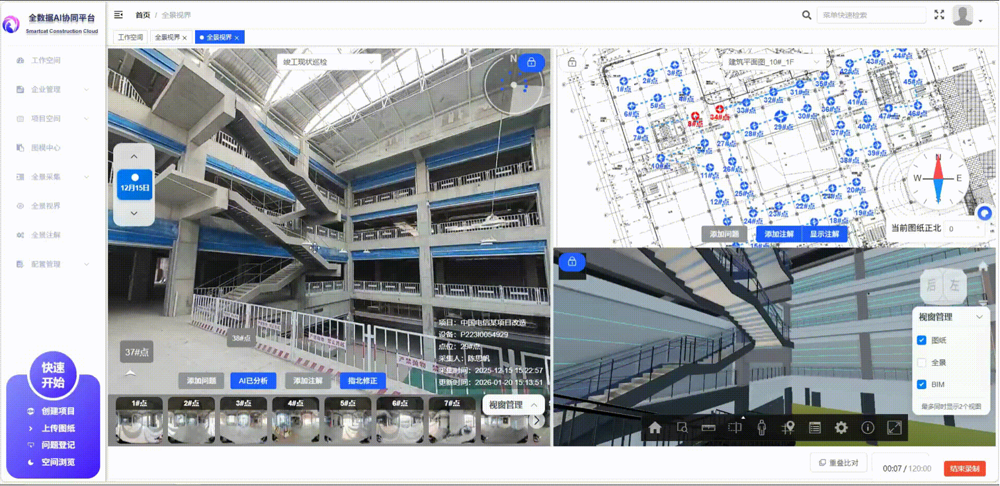 全数据AI协同平台
Smartcat Construction Cloud
首页 / 全景视界
菜单快速检索
工作空间
全景视界 ×
全景视界 ×
工作空间
企业管理
项目空间
图模中心
全景采集
全景视界
全景注解
配置管理
快速
开始
创建项目
上传图纸
问题登记
空间浏览
竣工现状巡检
N
12月15日
37#点
38#点
严禁抛物
项目：中国电信某项目改造
设备：P223I0054929
点位：29#点
采集人：陈思帆
采集时间：2025-12-15 15:22:57
更新时间：2026-01-20 15:13:51
添加问题
AI已分析
添加注解
指北修正
1#点
2#点
3#点
4#点
5#点
6#点
7#点
视窗管理
建筑平面图_10#_1F
1#点
2#点
3#点
4#点
5#点
6#点
7#点
8#点
34#点
33#点
32#点
31#点
35#点
42#点
43#点
44#点
45#点
30#点
36#点
41#点
47#点
46#点
29#点
28#点
27#点
37#点
40#点
9#点
10#点
11#点
26#点
38#点
39#点
12#点
25#点
20#点
24#点
23#点
22#点
18#点
19#点
15#点
N
W
E
S
添加问题
添加注解
显示注解
当前图纸正北
0
后
左
视窗管理
图纸
全景
BIM
最多同时显示2个视图
重叠比对
00:07 / 120:00
结束录制